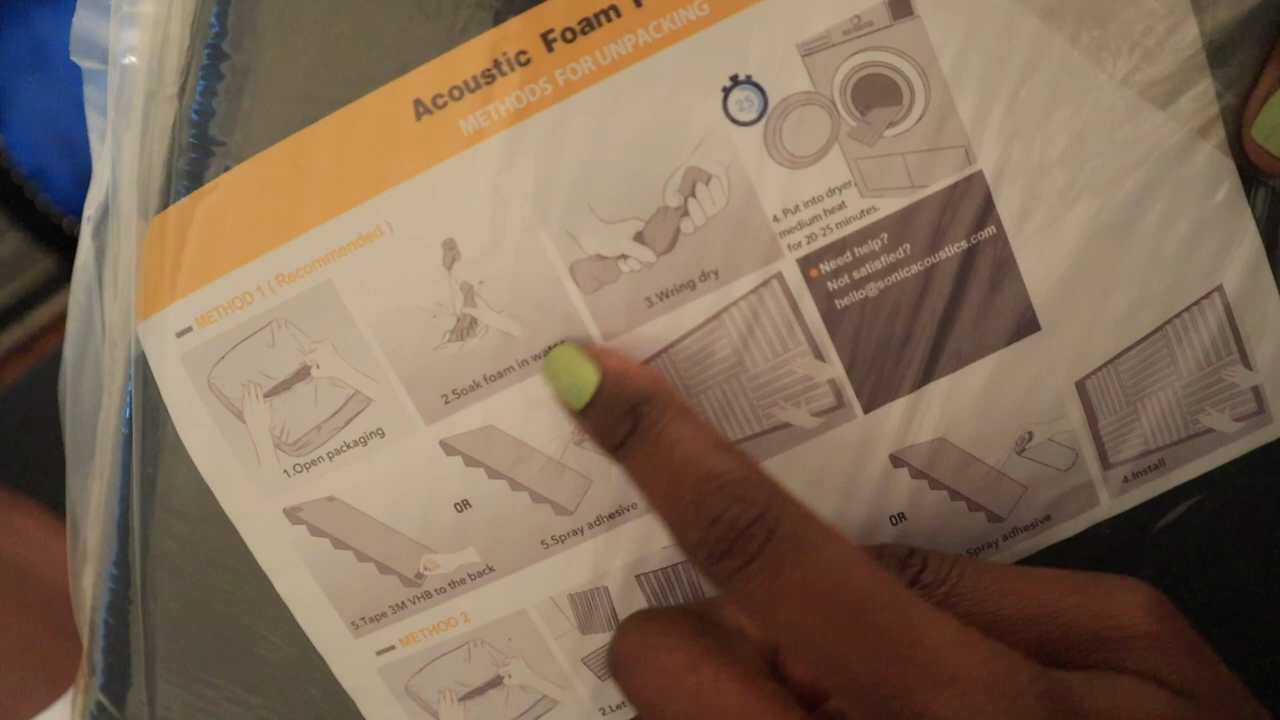 Acoustic Foam
METHODS FOR UNPACKING
METHOD 1 ( Recommended )
1.Open packaging
2.Soak foam in water
3.Wring dry
25
4. Put into dryer,
medium heat
for 20-25 minutes.
Need help?
Not satisfied?
hello@sonicacoustics.com
5.Tape 3M VHB to the back
OR
5.Spray adhesive
OR
Spray adhesive
4.Install
METHOD 2
2.Let